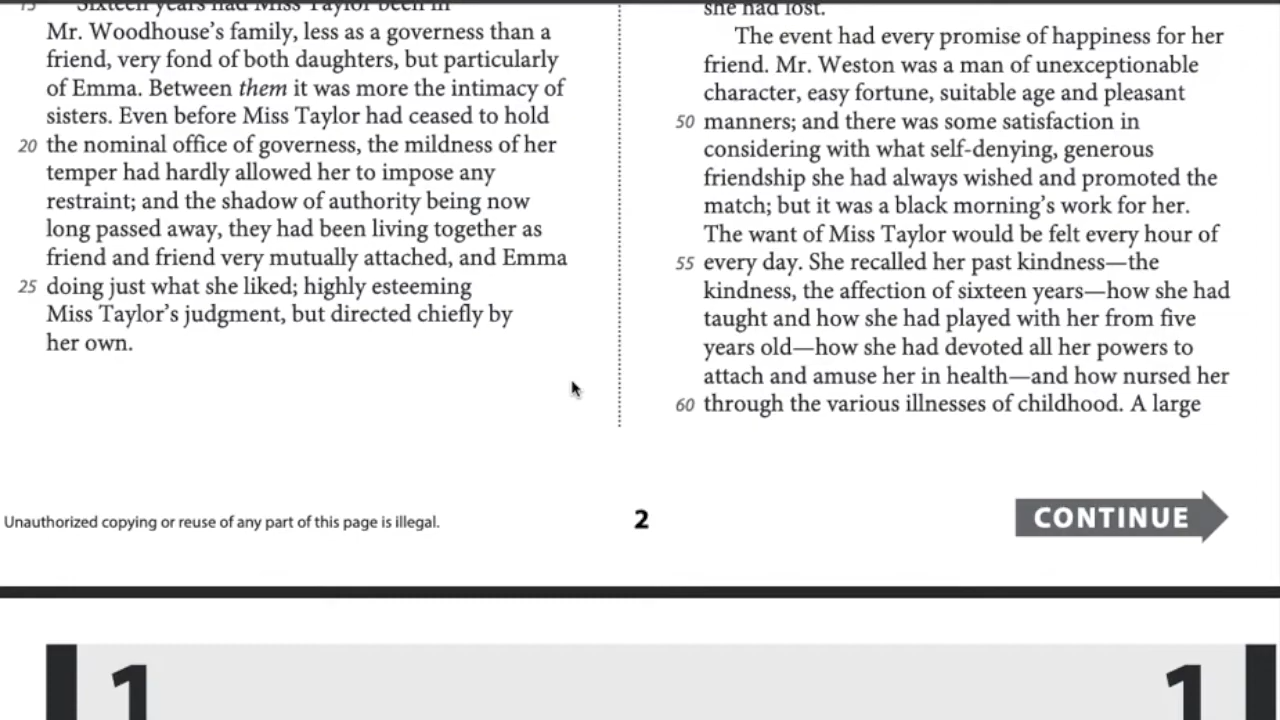 15 Sixteen years had Miss Taylor been in
Mr. Woodhouse’s family, less as a governess than a
friend, very fond of both daughters, but particularly
of Emma. Between them it was more the intimacy of
sisters. Even before Miss Taylor had ceased to hold
20 the nominal office of governess, the mildness of her
temper had hardly allowed her to impose any
restraint; and the shadow of authority being now
long passed away, they had been living together as
friend and friend very mutually attached, and Emma
25 doing just what she liked; highly esteeming
Miss Taylor’s judgment, but directed chiefly by
her own.
she had lost.
The event had every promise of happiness for her
friend. Mr. Weston was a man of unexceptionable
character, easy fortune, suitable age and pleasant
50 manners; and there was some satisfaction in
considering with what self-denying, generous
friendship she had always wished and promoted the
match; but it was a black morning’s work for her.
The want of Miss Taylor would be felt every hour of
55 every day. She recalled her past kindness—the
kindness, the affection of sixteen years—how she had
taught and how she had played with her from five
years old—how she had devoted all her powers to
attach and amuse her in health—and how nursed her
60 through the various illnesses of childhood. A large
Unauthorized copying or reuse of any part of this page is illegal.
2
CONTINUE
1
1